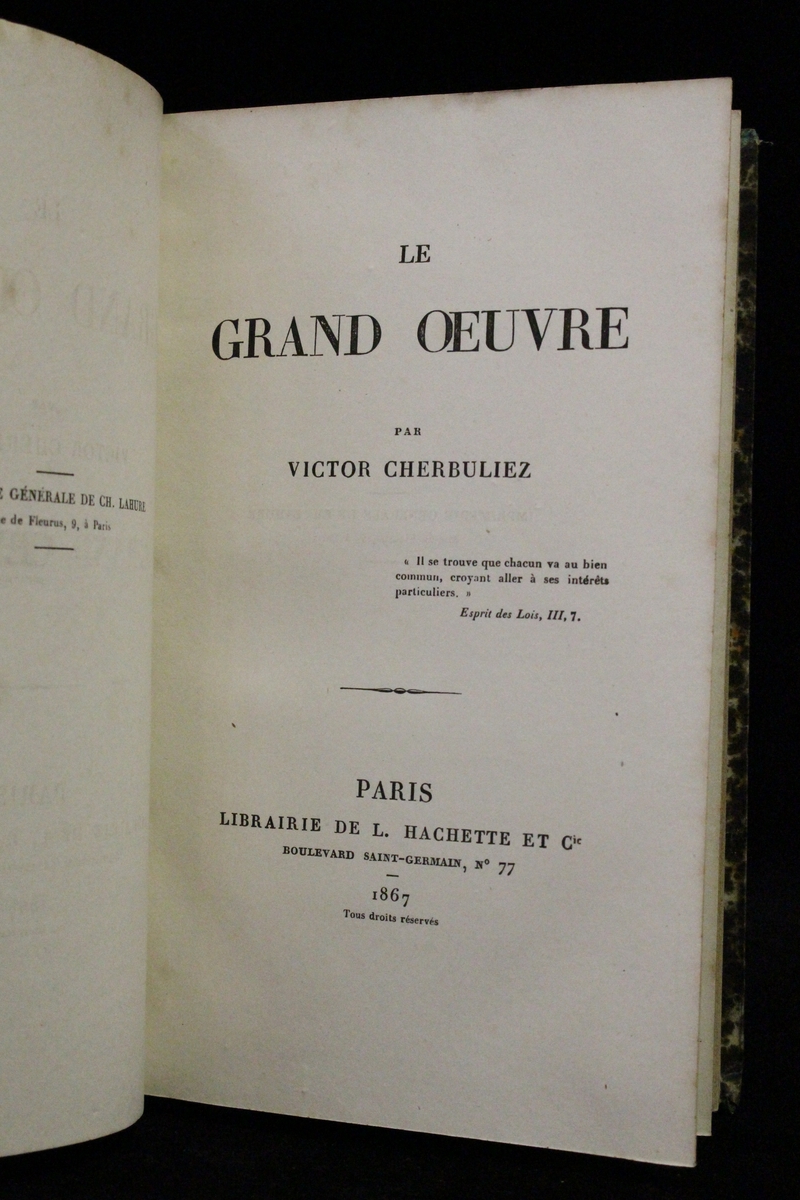 GÉNÉRALE DE CH. LAHURE
de Fleurus, 9, à Paris
LE
GRAND ŒUVRE
PAR
VICTOR CHERBULIEZ
« Il se trouve que chacun va au bien
commun, croyant aller à ses intérêts
particuliers. »
Esprit des Lois, III, 7.
PARIS
LIBRAIRIE DE L. HACHETTE ET Cie
BOULEVARD SAINT-GERMAIN, N° 77
1867
Tous droits réservés